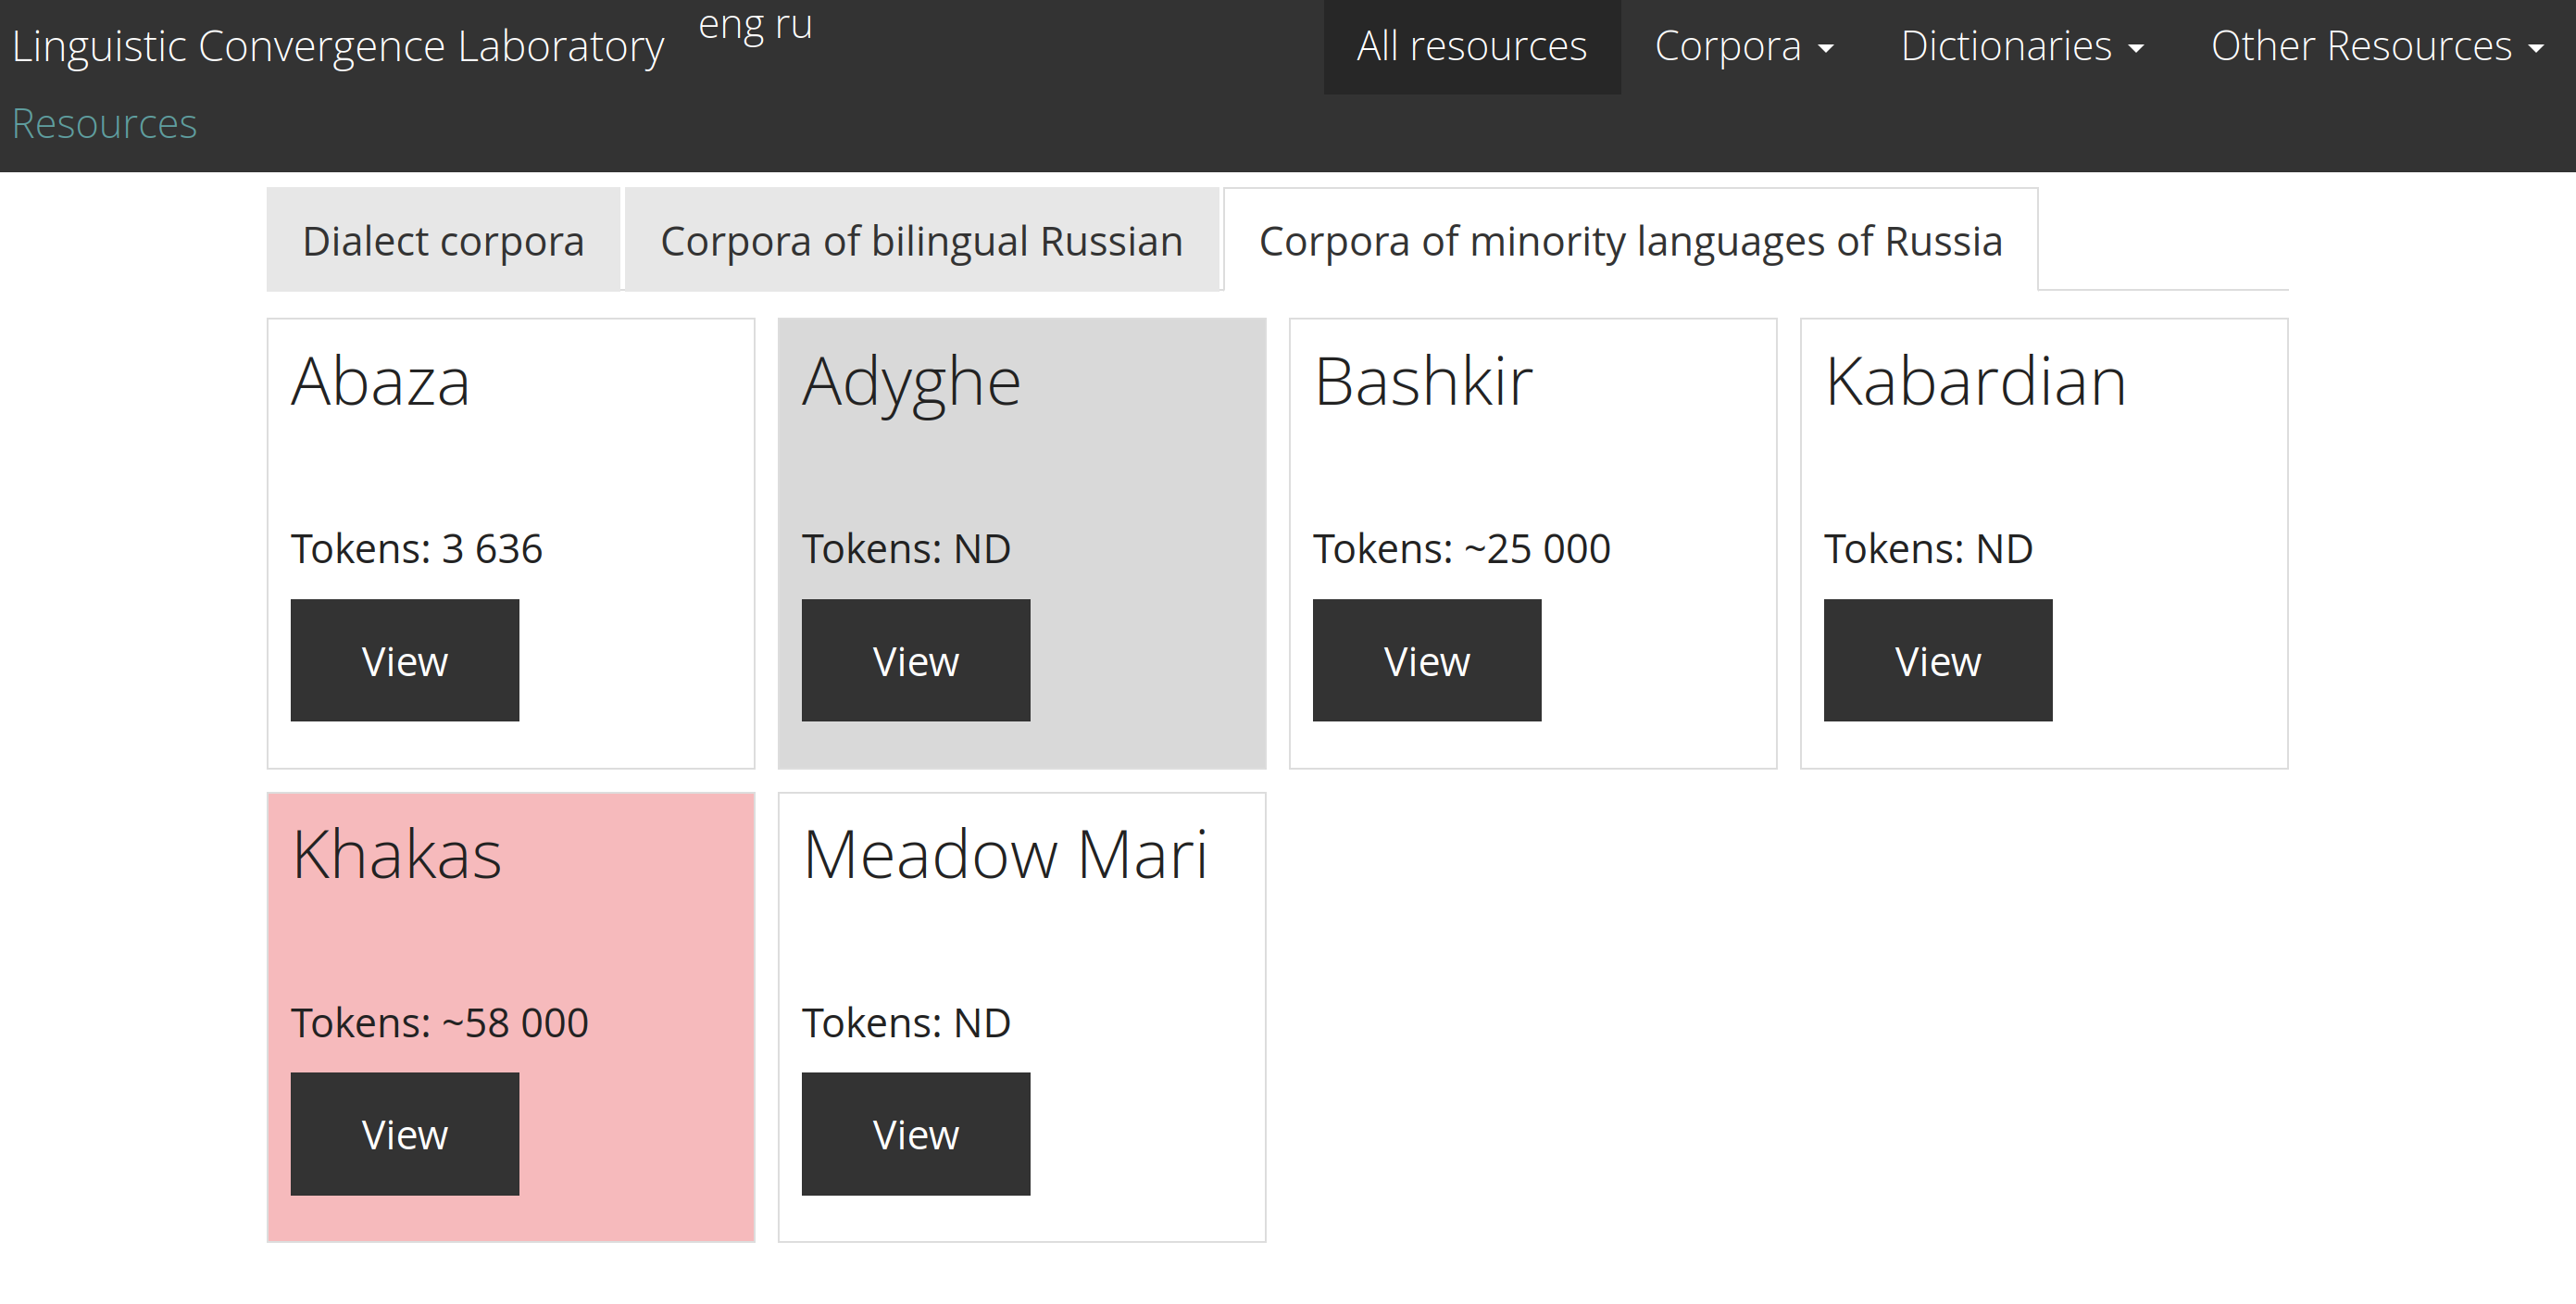 Linguistic Convergence Laboratory eng ru
Resources
All resources Corpora Dictionaries Other Resources
Dialect corpora Corpora of bilingual Russian Corpora of minority languages of Russia
Abaza
Tokens: 3 636
View
Adyghe
Tokens: ND
View
Bashkir
Tokens: ~25 000
View
Kabardian
Tokens: ND
View
Khakas
Tokens: ~58 000
View
Meadow Mari
Tokens: ND
View